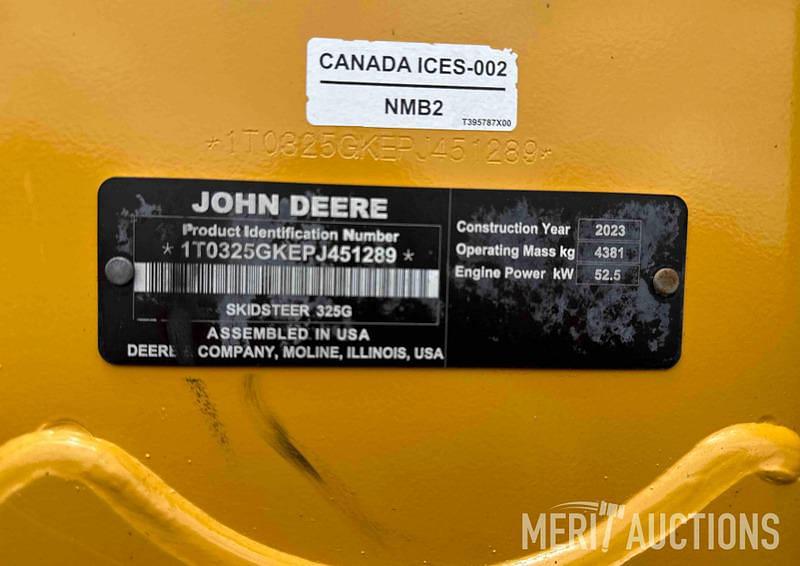 CANADA ICES-002
NMB2
T395787X00
*1T0325GKEPJ451289*
JOHN DEERE
Product Identification Number
* 1T0325GKEPJ451289 *
SKIDSTEER 325G
ASSEMBLED IN USA
DEERE & COMPANY, MOLINE, ILLINOIS, USA
Construction Year 2023
Operating Mass kg 4381
Engine Power kW 52.5
MERIT AUCTIONS